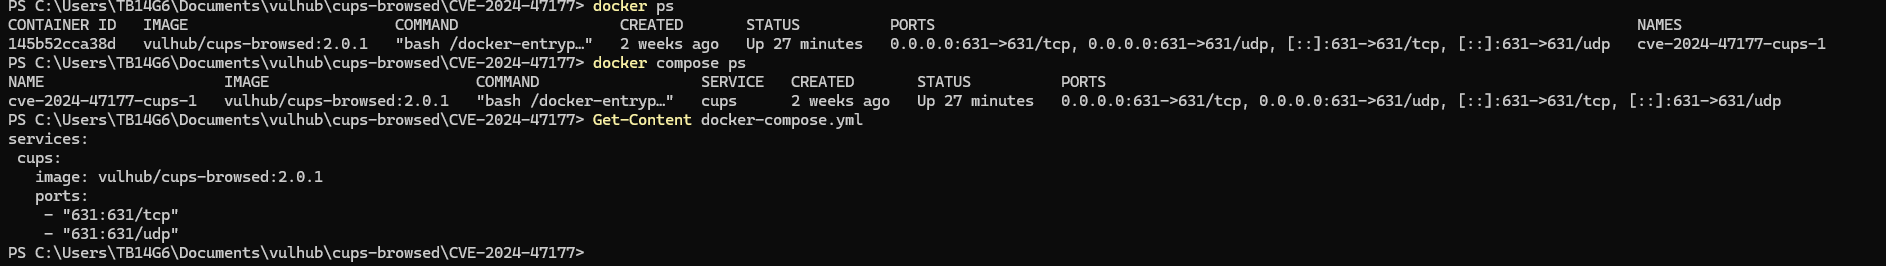 PS C:\Users\TB14G6\Documents\vulhub\cups-browsed\CVE-2024-47177> docker ps
CONTAINER ID   IMAGE                       COMMAND                  CREATED       STATUS          PORTS                                                                              NAMES
145b52cca38d   vulhub/cups-browsed:2.0.1   "bash /docker-entryp…"   2 weeks ago   Up 27 minutes   0.0.0.0:631->631/tcp, 0.0.0.0:631->631/udp, [::]:631->631/tcp, [::]:631->631/udp   cve-2024-47177-cups-1
PS C:\Users\TB14G6\Documents\vulhub\cups-browsed\CVE-2024-47177> docker compose ps
NAME                    IMAGE                       COMMAND                  SERVICE   CREATED       STATUS          PORTS
cve-2024-47177-cups-1   vulhub/cups-browsed:2.0.1   "bash /docker-entryp…"   cups      2 weeks ago   Up 27 minutes   0.0.0.0:631->631/tcp, 0.0.0.0:631->631/udp, [::]:631->631/tcp, [::]:631->631/udp
PS C:\Users\TB14G6\Documents\vulhub\cups-browsed\CVE-2024-47177> Get-Content docker-compose.yml
services:
 cups:
   image: vulhub/cups-browsed:2.0.1
   ports:
    - "631:631/tcp"
    - "631:631/udp"
PS C:\Users\TB14G6\Documents\vulhub\cups-browsed\CVE-2024-47177>